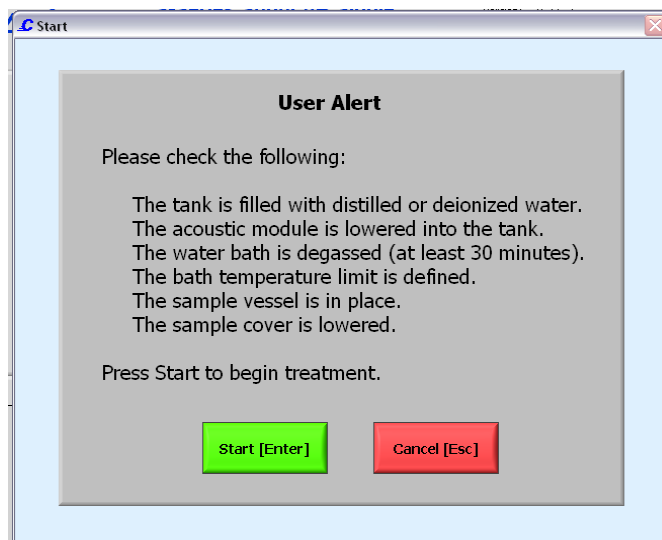 Start
User Alert
Please check the following:
The tank is filled with distilled or deionized water.
The acoustic module is lowered into the tank.
The water bath is degassed (at least 30 minutes).
The bath temperature limit is defined.
The sample vessel is in place.
The sample cover is lowered.
Press Start to begin treatment.
Start [Enter]
Cancel [Esc]